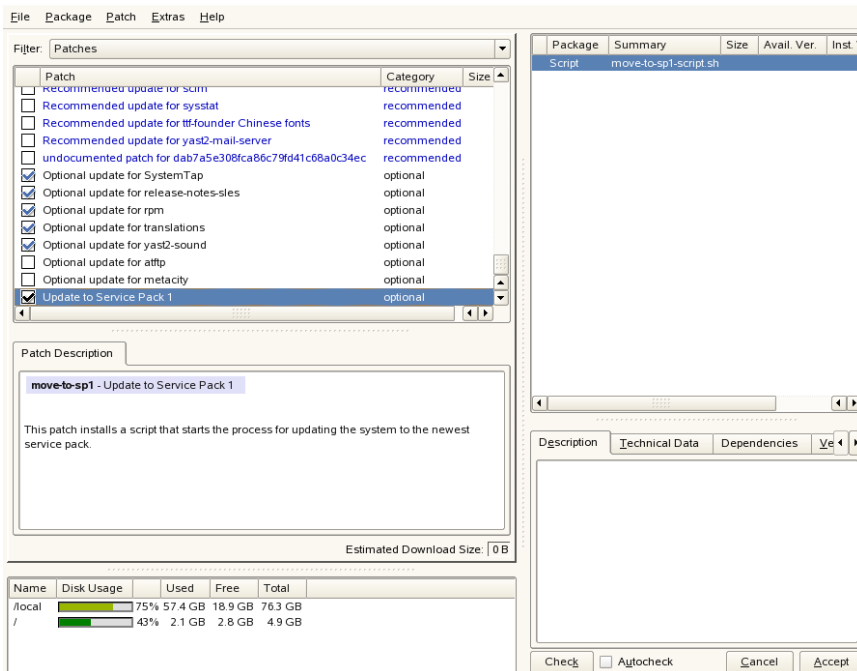 File Package Patch Extras Help
Filter: Patches
Patch Category Size
Recommended update for scim recommended
Recommended update for sysstat recommended
Recommended update for ttf-founder Chinese fonts recommended
Recommended update for yast2-mail-server recommended
undocumented patch for dab7a5e308fca86c79fd41c68a0c34ec recommended
Optional update for SystemTap optional
Optional update for release-notes-sles optional
Optional update for rpm optional
Optional update for translations optional
Optional update for yast2-sound optional
Optional update for atftp optional
Optional update for metacity optional
Update to Service Pack 1 optional
Patch Description
move-to-sp1 - Update to Service Pack 1
This patch installs a script that starts the process for updating the system to the newest
service pack.
Estimated Download Size: 0 B
Name Disk Usage Used Free Total
/local 75% 57.4 GB 18.9 GB 76.3 GB
/ 43% 2.1 GB 2.8 GB 4.9 GB
Package Summary Size Avail. Ver. Inst.
Script move-to-sp1-script.sh
Description Technical Data Dependencies Ve
Check Autocheck Cancel Accept